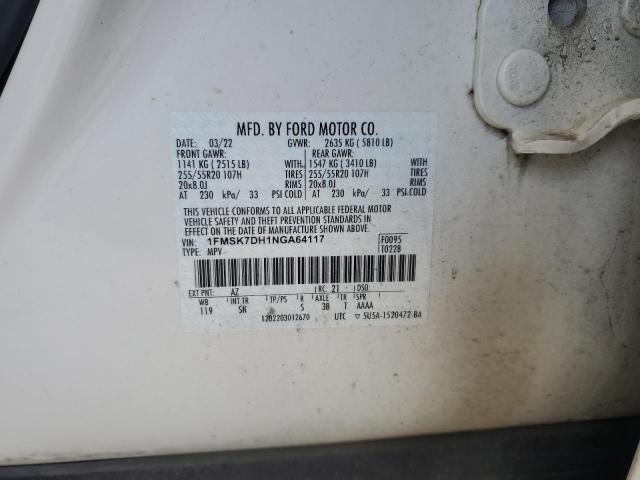 MFD. BY FORD MOTOR CO.
DATE: 03/22 GVWR: 2635 KG ( 5810 LB)
FRONT GAWR: REAR GAWR:
1141 KG ( 2515 LB) WITH 1547 KG ( 3410 LB) WITH
255/55R20 107H TIRES 255/55R20 107H TIRES
20x8.0J RIMS 20x8.0J RIMS
AT 230 kPa/ 33 PSI COLD AT 230 kPa/ 33 PSI COLD
THIS VEHICLE CONFORMS TO ALL APPLICABLE FEDERAL MOTOR
VEHICLE SAFETY AND THEFT PREVENTION STANDARDS IN
EFFECT ON THE DATE OF MANUFACTURE SHOWN ABOVE.
VIN: 1FMSK7DH1NGA64117 F0095
TYPE: MPV T0228
EXT PNT: AZ RC: 21 DSO:
WB INT TR TP/PS R AXLE TR SPR
119 SN S 3B T AAAA
1202203012670 UTC ▽ 5U5A-1520472-BA